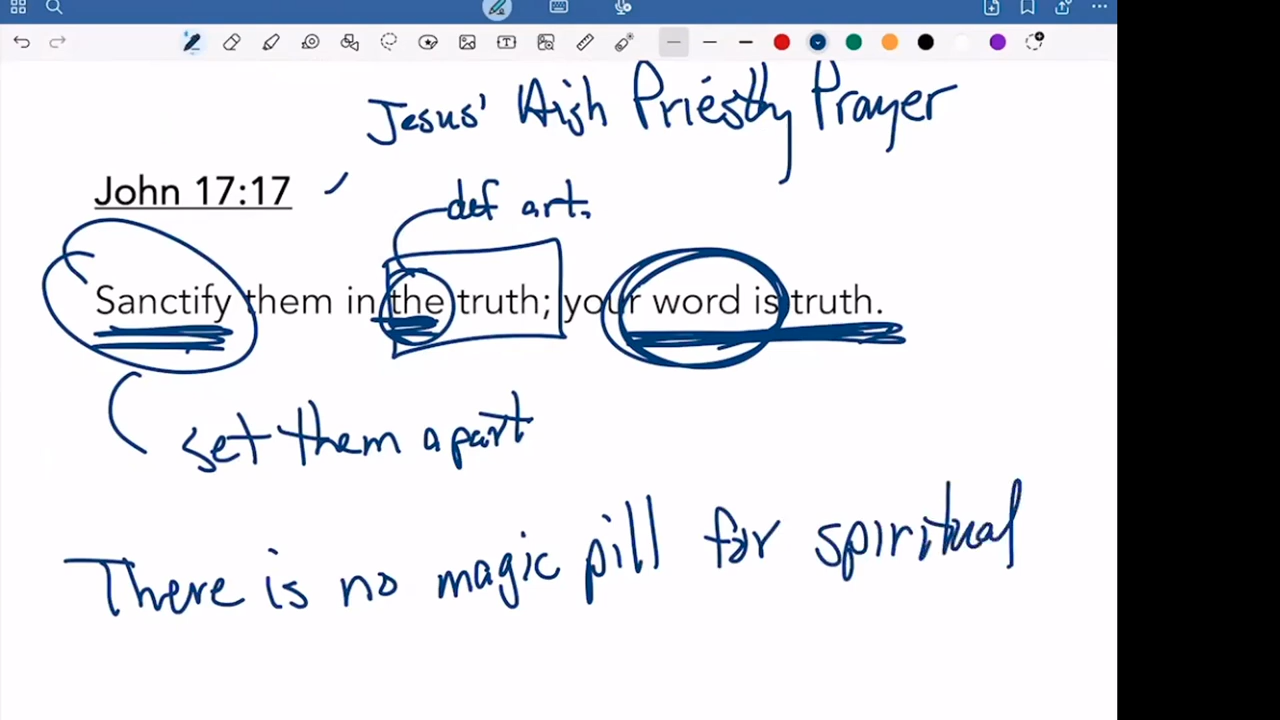 Jesus' High Priestly Prayer
John 17:17
def art.
Sanctify them in the truth; your word is truth.
set them apart
There is no magic pill for spiritual